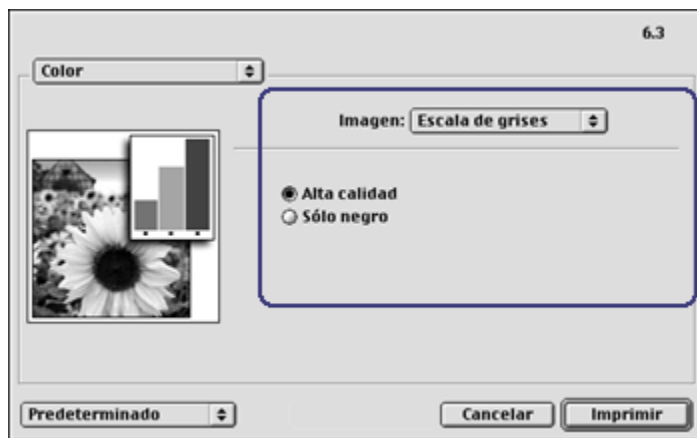 6.3
Color
Imagen: Escala de grises
Alta calidad
Sólo negro
Predeterminado
Cancelar
Imprimir